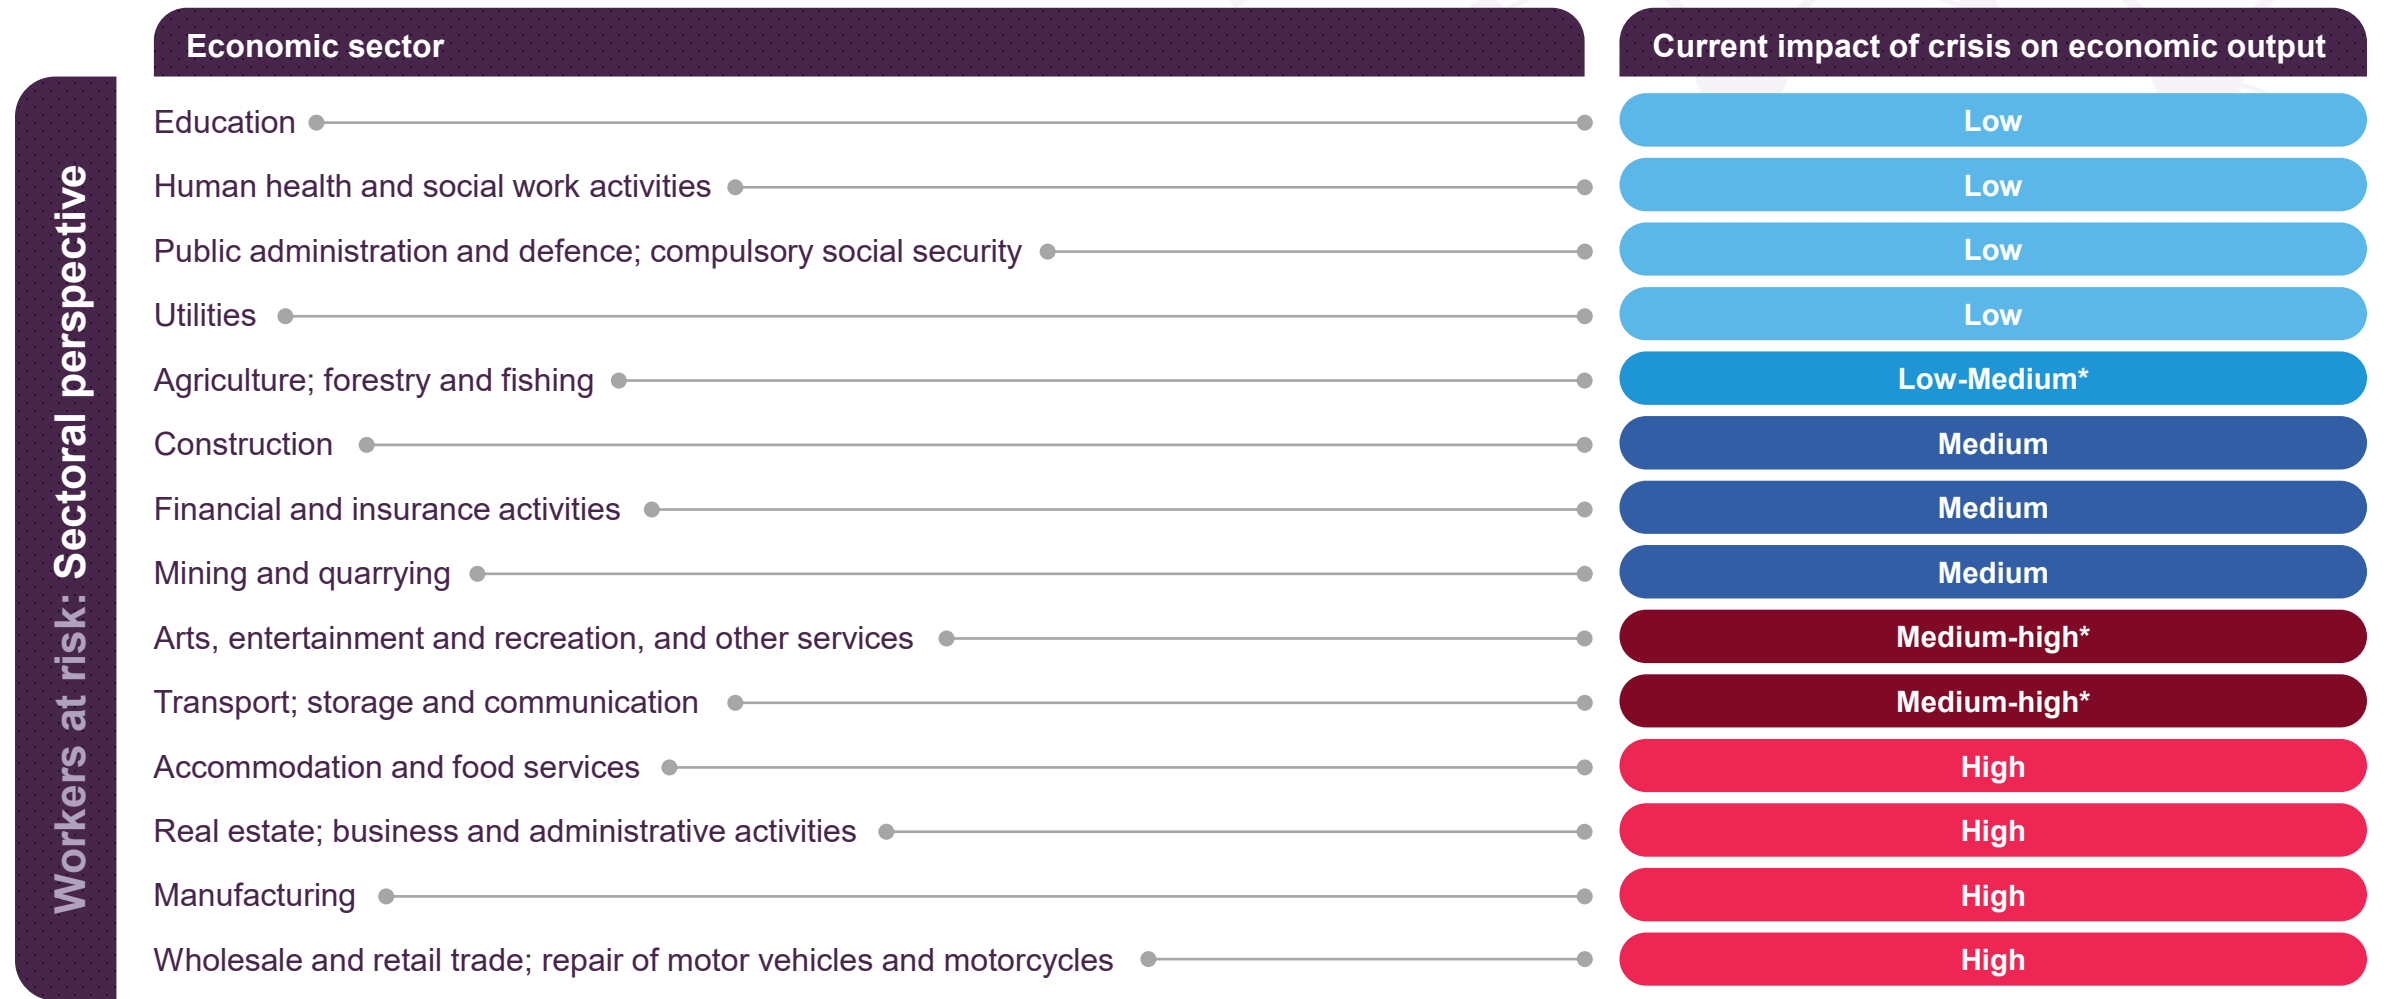 Economic sector
Current impact of crisis on economic output
Workers at risk: Sectoral perspective
Education
Low
Human health and social work activities
Low
Public administration and defence; compulsory social security
Low
Utilities
Low
Agriculture; forestry and fishing
Low-Medium*
Construction
Medium
Financial and insurance activities
Medium
Mining and quarrying
Medium
Arts, entertainment and recreation, and other services
Medium-high*
Transport; storage and communication
Medium-high*
Accommodation and food services
High
Real estate; business and administrative activities
High
Manufacturing
High
Wholesale and retail trade; repair of motor vehicles and motorcycles
High